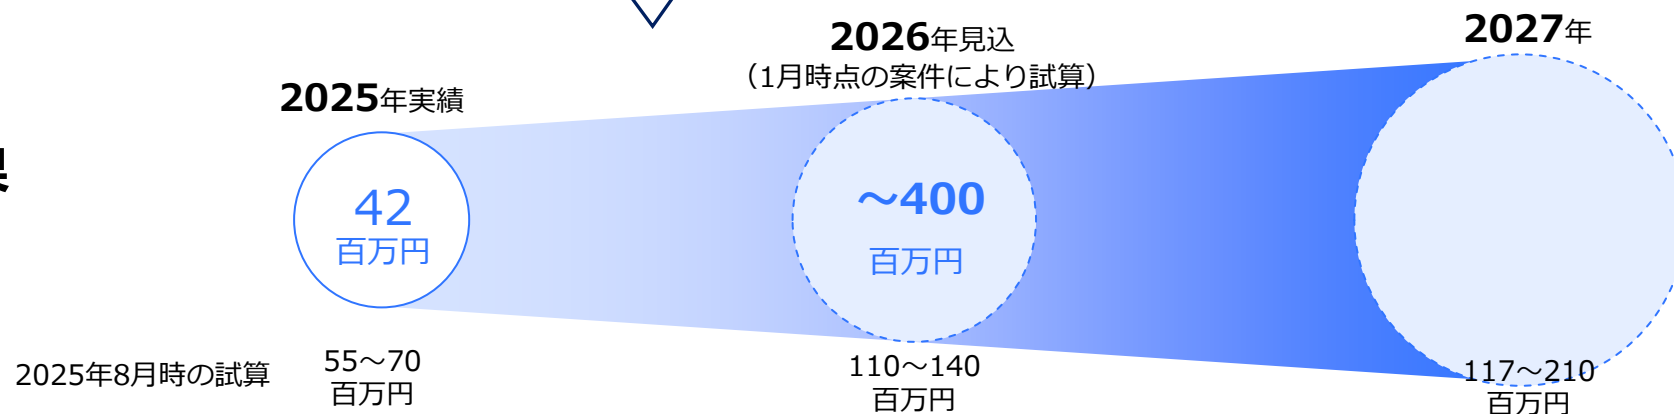 2025年実績
42
百万円
2026年見込
（1月時点の案件により試算）
～400
百万円
2027年
2025年8月時の試算
55～70
百万円
110～140
百万円
117～210
百万円